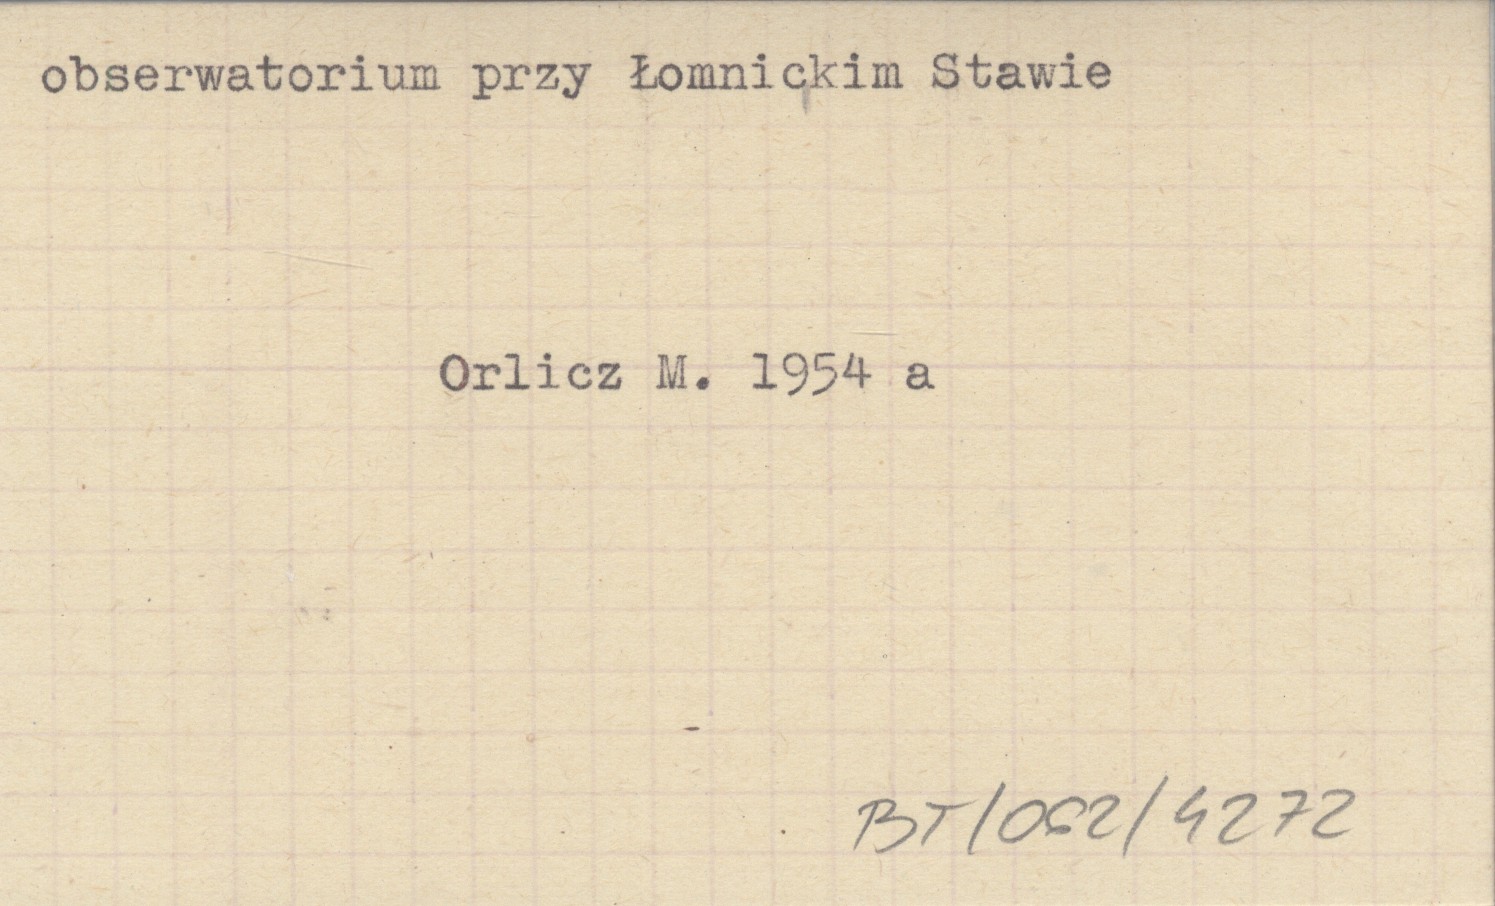 obserwatorium przy Łomnickim Stawie
Orlicz M. 1954 a
BT/062/4272